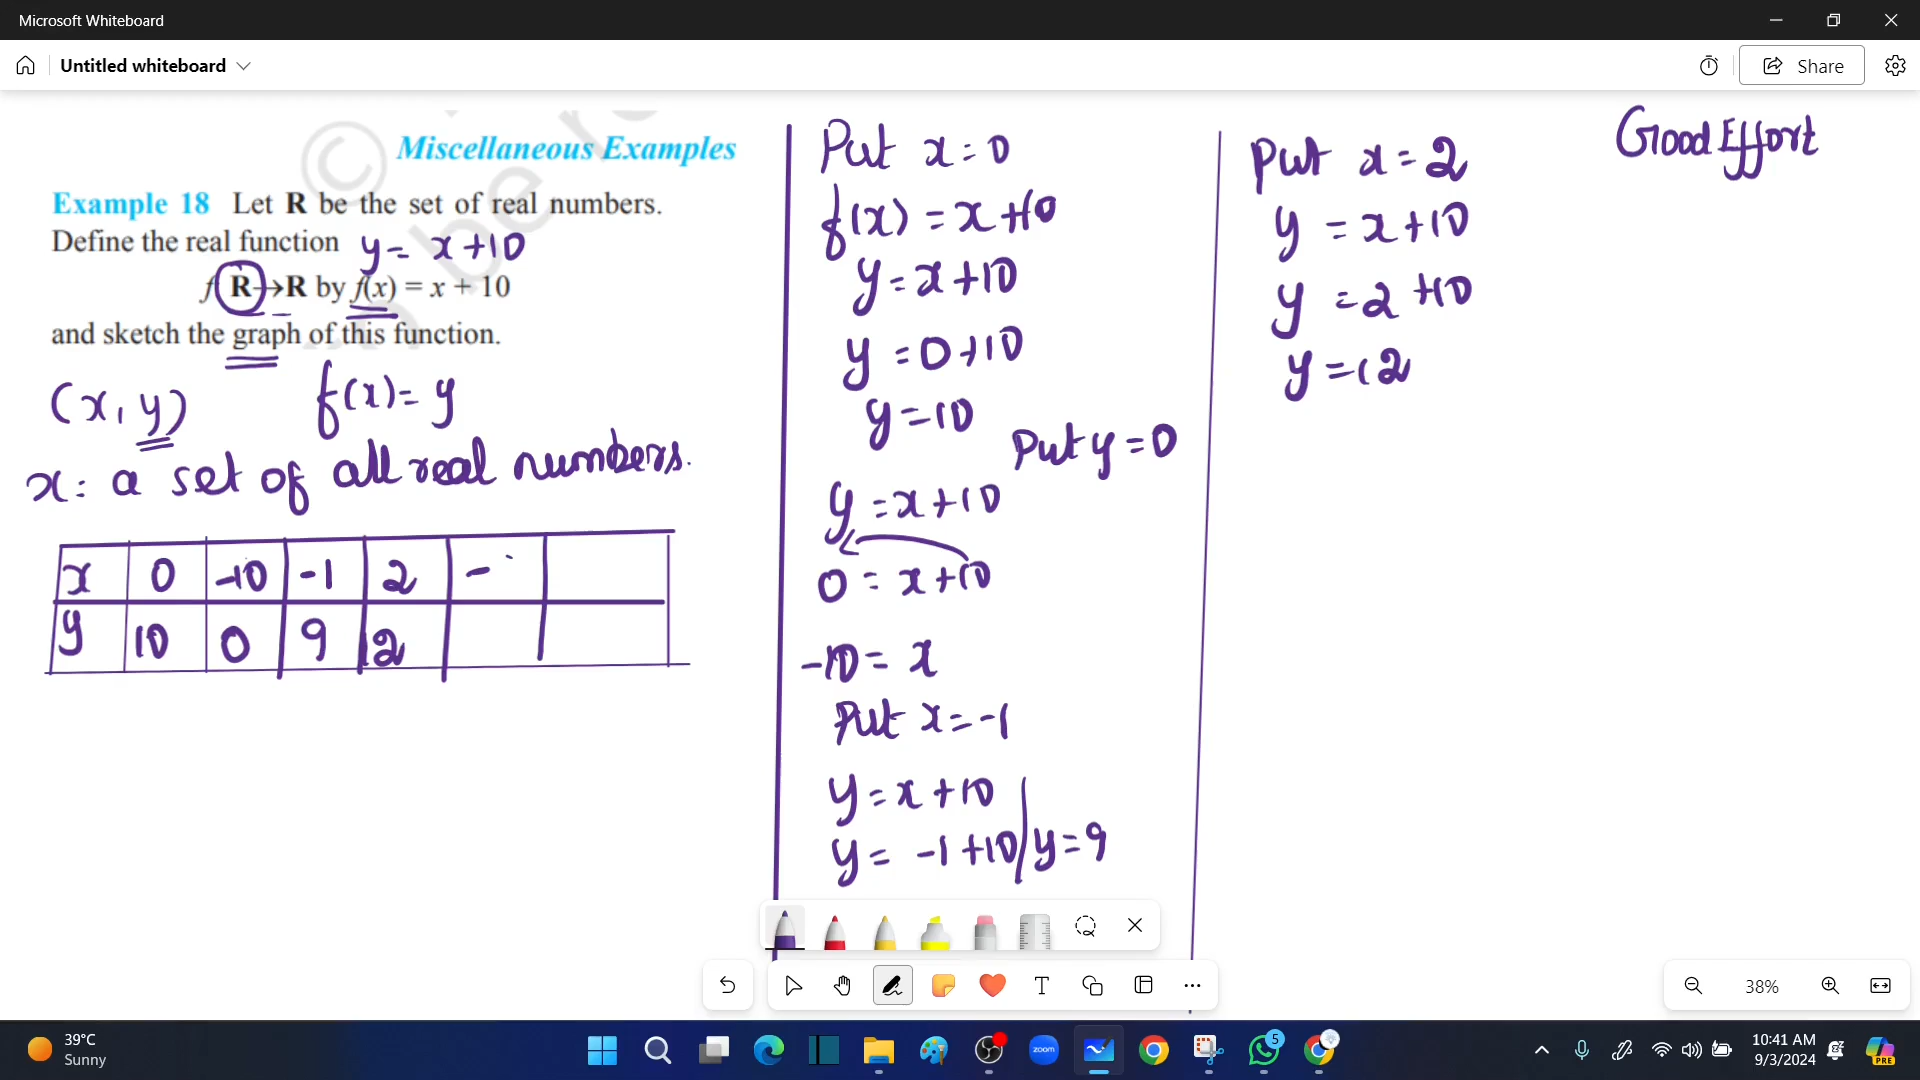 Microsoft Whiteboard
Untitled whiteboard
Share
Miscellaneous Examples
Example 18 Let R be the set of real numbers.
Define the real function y = x+10
f R→R by f(x) = x + 10
and sketch the graph of this function.
(x, y) f(x) = y
x: a set of all real numbers.
x 0 -10 -1 2 -
y 10 0 9 12
Put x = 0
f(x) = x+10
y = x+10
y = 0+10
y = 10
Put y = 0
y = x+10
0 = x+10
-10 = x
Put x = -1
y = x+10
y = -1+10 | y = 9
Put x = 2
y = x+10
y = 2+10
y = 12
Good Effort
38%
39°C
Sunny
zoom
5
10:41 AM
9/3/2024
PRE